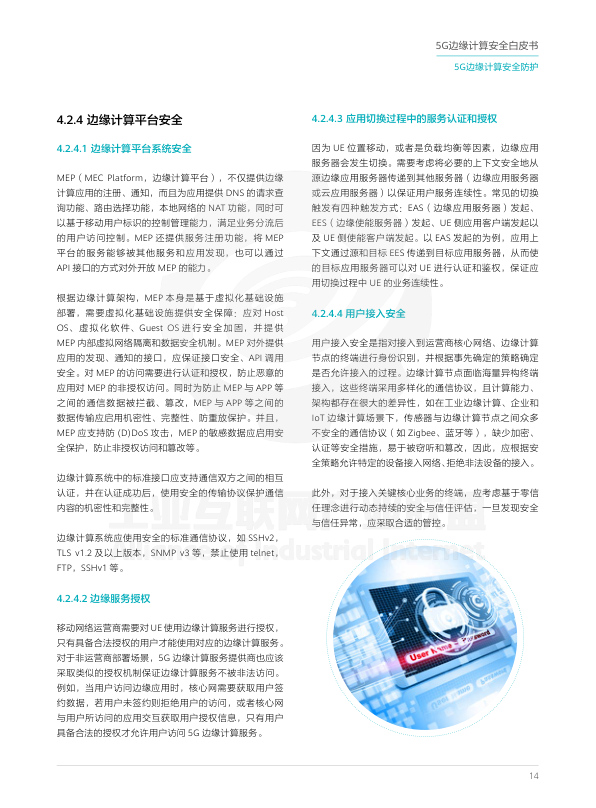 5G边缘计算安全白皮书
5G边缘计算安全防护
4.2.4 边缘计算平台安全
4.2.4.1 边缘计算平台系统安全
MEP（MEC Platform，边缘计算平台），不仅提供边缘
计算应用的注册、通知，而且为应用提供 DNS 的请求查
询功能、路由选择功能，本地网络的 NAT 功能，同时可
以基于移动用户标识的控制管理能力，满足业务分流后
的用户访问控制。MEP 还提供服务注册功能，将 MEP
平台的服务能够被其他服务和应用发现，也可以通过
API 接口的方式对外开放 MEP 的能力。
根据边缘计算架构，MEP 本身是基于虚拟化基础设施
部署，需要虚拟化基础设施提供安全保障：应对 Host
OS、虚拟化软件、Guest OS 进行安全加固，并提供
MEP 内部虚拟网络隔离和数据安全机制。MEP 对外提供
应用的发现、通知的接口，应保证接口安全，API 调用
安全。对 MEP 的访问需要进行认证和授权，防止恶意的
应用对 MEP 的非授权访问。同时为防止 MEP 与 APP 等
之间的通信数据被拦截、篡改，MEP 与 APP 等之间的
数据传输应启用机密性、完整性、防重放保护。并且，
MEP 应支持防 (D)DoS 攻击，MEP 的敏感数据应启用安
全保护，防止非授权访问和篡改等。
边缘计算系统中的标准接口应支持通信双方之间的相互
认证，并在认证成功后，使用安全的传输协议保护通信
内容的机密性和完整性。
边缘计算系统应使用安全的标准通信协议，如 SSHv2，
TLS v1.2 及以上版本，SNMP v3 等，禁止使用 telnet，
FTP，SSHv1 等。
4.2.4.2 边缘服务授权
移动网络运营商需要对 UE 使用边缘计算服务进行授权，
只有具备合法授权的用户才能使用对应的边缘计算服务。
对于非运营商部署场景，5G 边缘计算服务提供商也应该
采取类似的授权机制保证边缘计算服务不被非法访问。
例如，当用户访问边缘应用时，核心网需要获取用户签
约数据，若用户未签约则拒绝用户的访问，或者核心网
与用户所访问的应用交互获取用户授权信息，只有用户
具备合法的授权才允许用户访问 5G 边缘计算服务。
4.2.4.3 应用切换过程中的服务认证和授权
因为 UE 位置移动，或者是负载均衡等因素，边缘应用
服务器会发生切换。需要考虑将必要的上下文安全地从
源边缘应用服务器传递到其他服务器（边缘应用服务器
或云应用服务器）以保证用户服务连续性。常见的切换
触发有四种触发方式：EAS（边缘应用服务器）发起、
EES（边缘使能服务器）发起、UE 侧应用客户端发起以
及 UE 侧使能客户端发起。以 EAS 发起的为例，应用上
下文通过源和目标 EES 传递到目标应用服务器，从而使
的目标应用服务器可以对 UE 进行认证和鉴权，保证应
用切换过程中 UE 的业务连续性。
4.2.4.4 用户接入安全
用户接入安全是指对接入到运营商核心网络、边缘计算
节点的终端进行身份识别，并根据事先确定的策略确定
是否允许接入的过程。边缘计算节点面临海量异构终端
接入，这些终端采用多样化的通信协议，且计算能力、
架构都存在很大的差异性，如在工业边缘计算、企业和
IoT 边缘计算场景下，传感器与边缘计算节点之间众多
不安全的通信协议（如 Zigbee、蓝牙等），缺少加密、
认证等安全措施，易于被窃听和篡改，因此，应根据安
全策略允许特定的设备接入网络、拒绝非法设备的接入。
此外，对于接入关键核心业务的终端，应考虑基于零信
任理念进行动态持续的安全与信任评估，一旦发现安全
与信任异常，应采取合适的管控。
User Name
Password
14